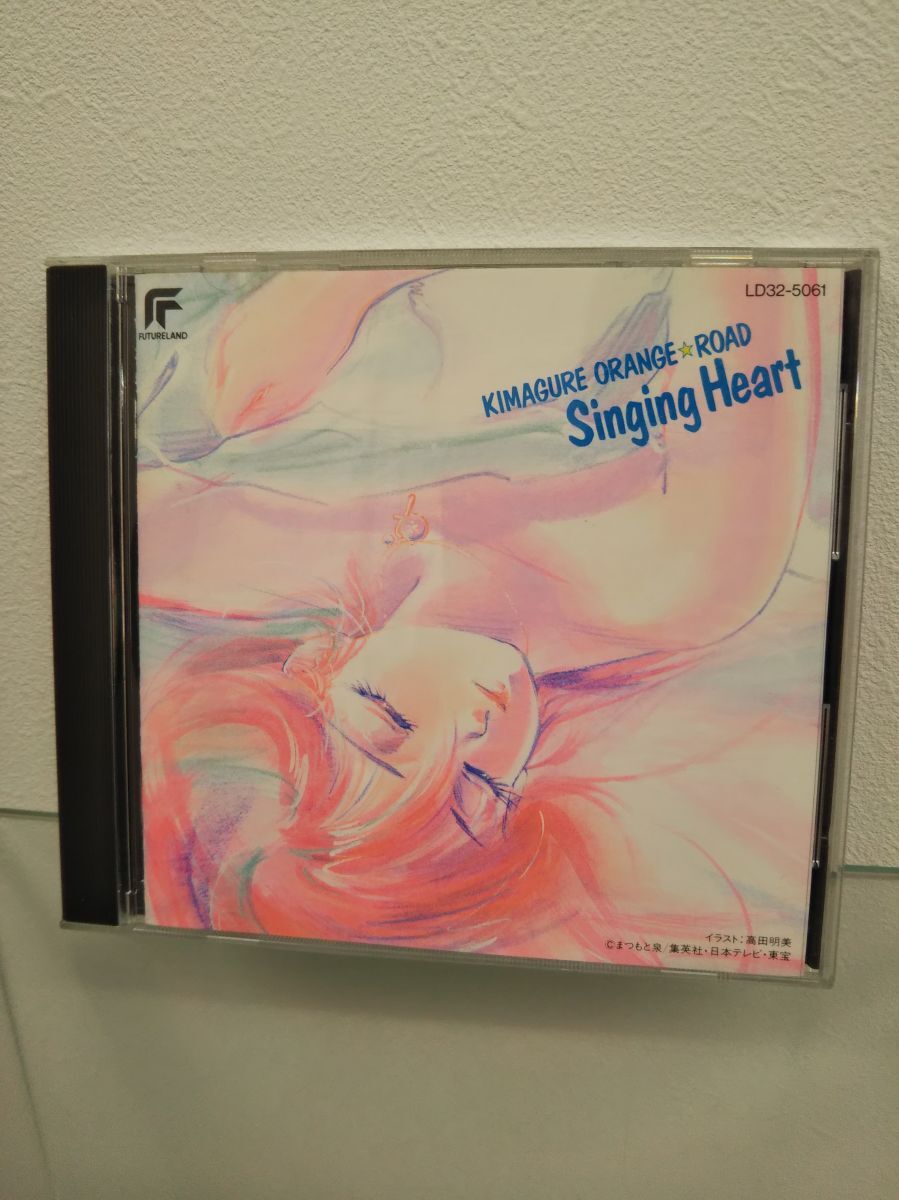 FUTURELAND
LD32-5061
KIMAGURE ORANGE☆ROAD
Singing Heart
イラスト:高田明美
©まつもと泉/集英社・日本テレビ・東宝